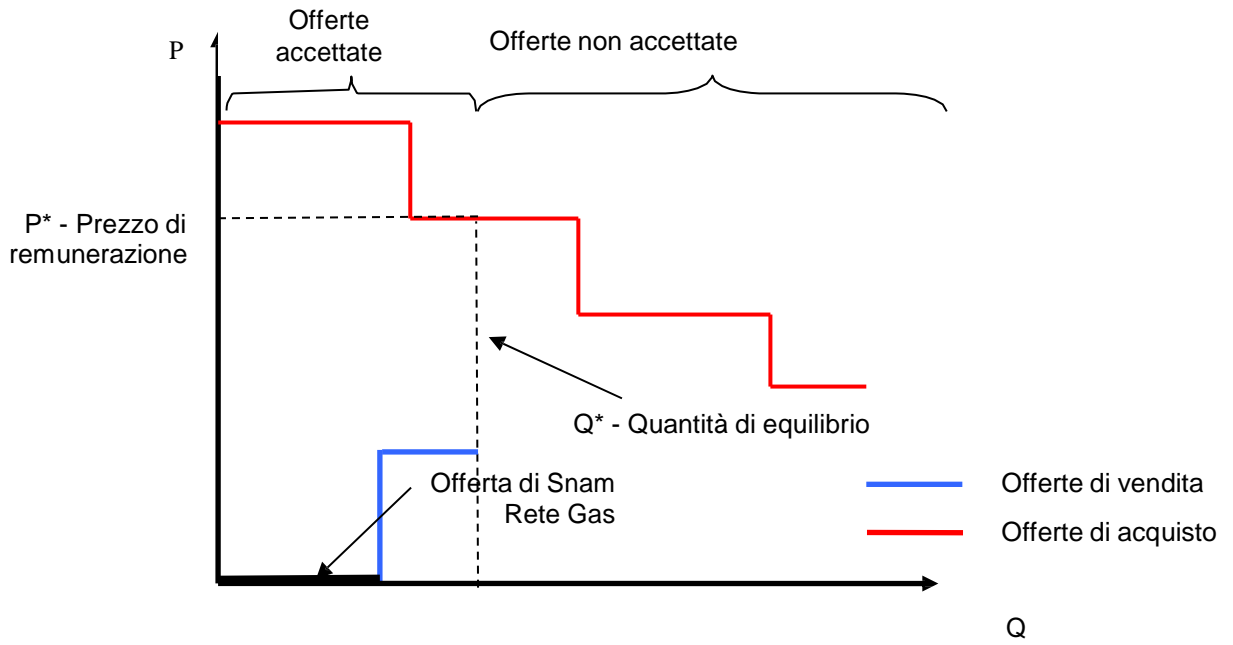 Offerte
accettate
Offerte non accettate
P
P* - Prezzo di
remunerazione
Q* - Quantità di equilibrio
Offerta di Snam
Rete Gas
Offerte di vendita
Offerte di acquisto
Q